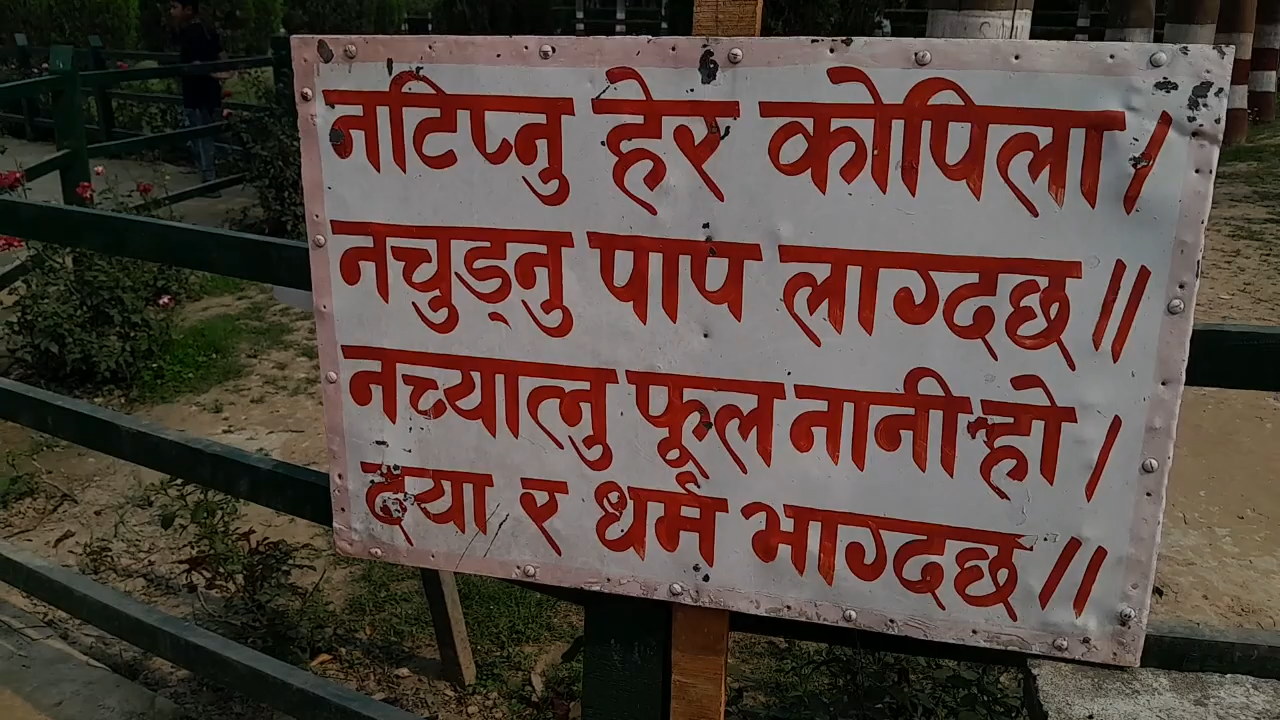 नटिप्नु हेर कोपिला।
नचुड्नु पाप लाग्दछ॥
नच्यात्नु फूल नानी हो।
दया र धर्म भाग्दछ॥